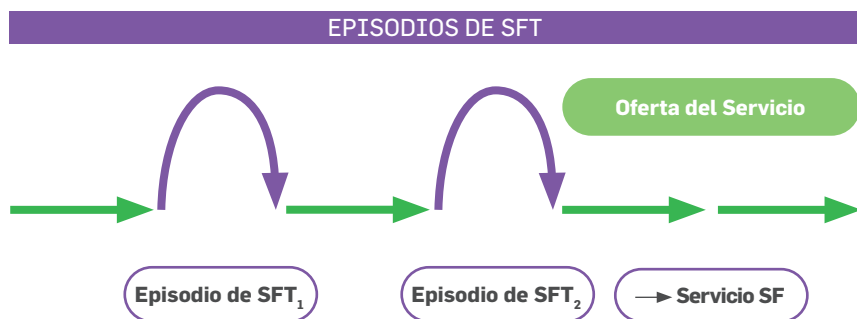 EPISODIOS DE SFT
Oferta del Servicio
Episodio de SFT₁
Episodio de SFT₂
Servicio SF